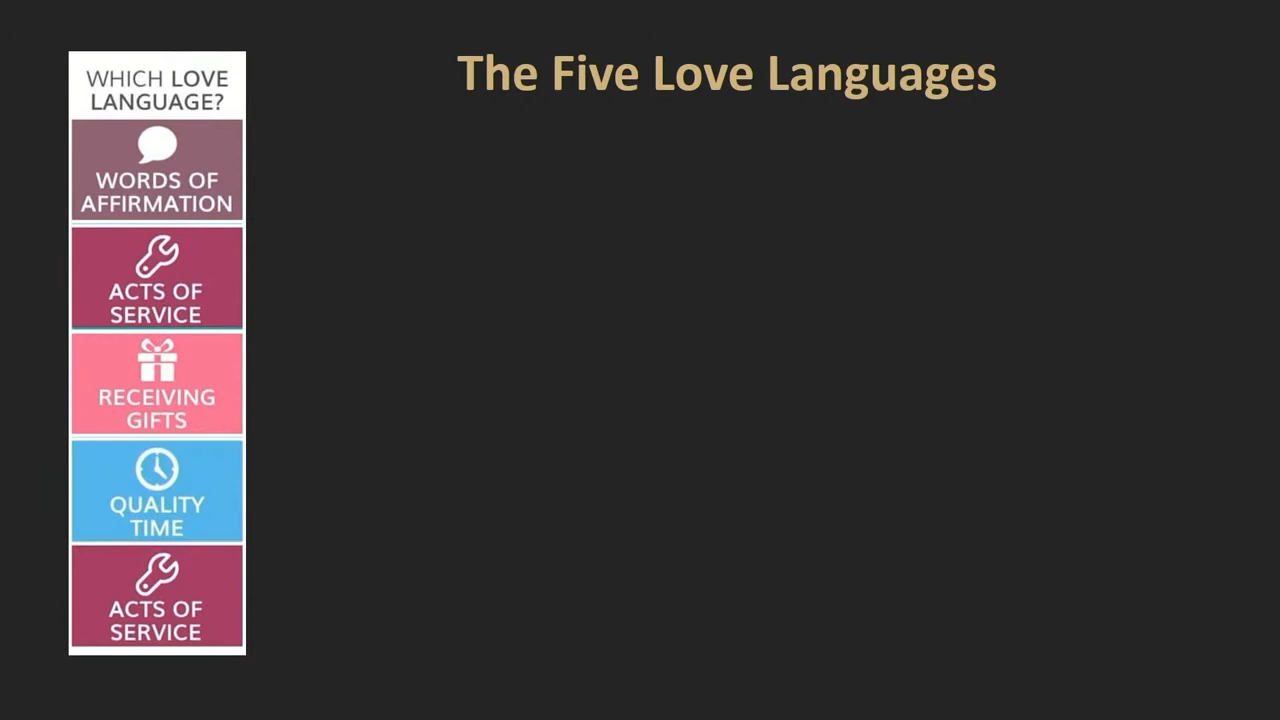 The Five Love Languages
WHICH LOVE
LANGUAGE?
WORDS OF
AFFIRMATION
ACTS OF
SERVICE
RECEIVING
GIFTS
QUALITY
TIME
ACTS OF
SERVICE